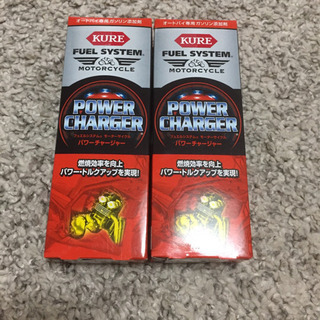 オートバイ専用ガソリン添加剤
KURE
FUEL SYSTEM
MOTORCYCLE
POWER
CHARGER
パワーチャージャー
燃焼効率を向上
パワー・トルクアップを実現!
オートバイ専用ガソリン添加剤
KURE
FUEL SYSTEM
MOTORCYCLE
POWER
CHARGER
パワーチャージャー
燃焼効率を向上
パワー・トルクアップを実現!